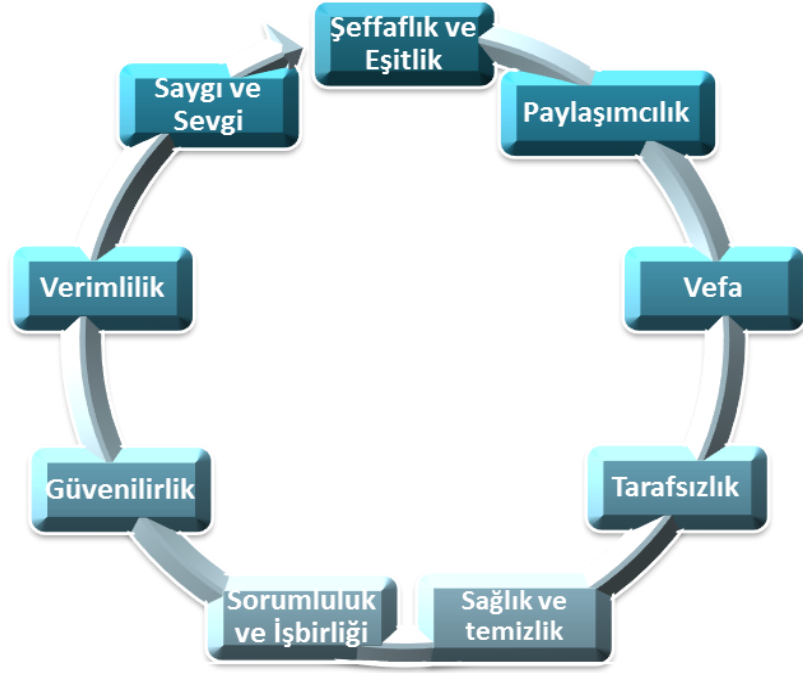 Şeffaflık ve
Eşitlik
Paylaşımcılık
Vefa
Tarafsızlık
Sağlık ve
temizlik
Sorumluluk
ve İşbirliği
Güvenilirlik
Verimlilik
Saygı ve
Sevgi